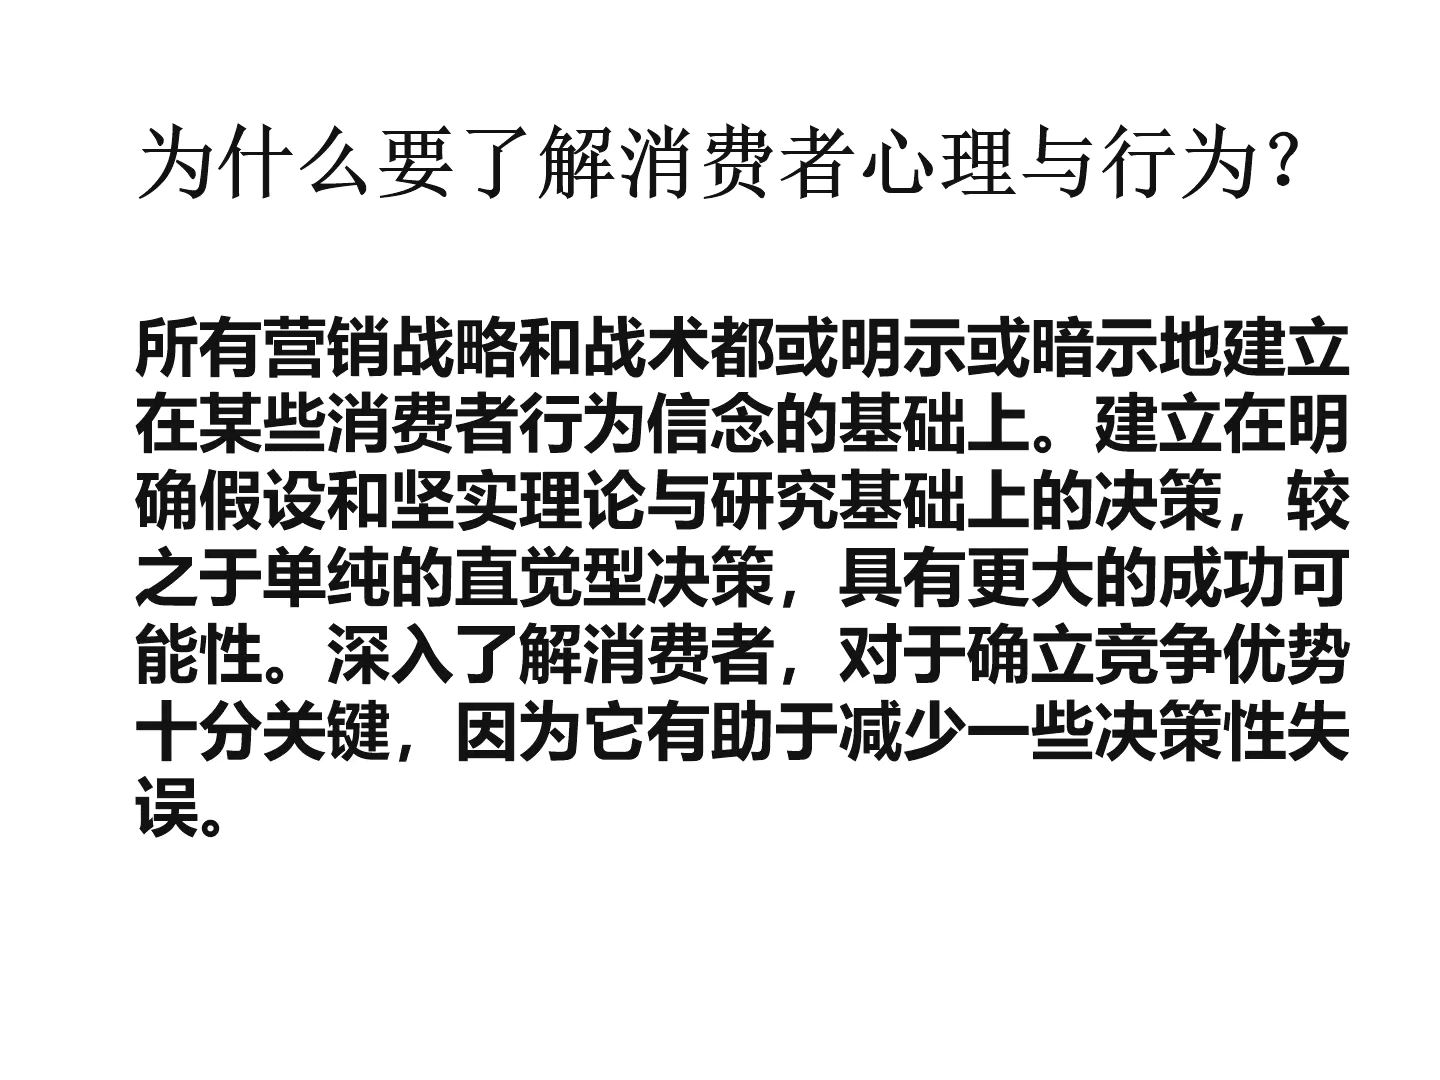 为什么要了解消费者心理与行为？
所有营销战略和战术都或明示或暗示地建立
在某些消费者行为信念的基础上。建立在明
确假设和坚实理论与研究基础上的决策，较
之于单纯的直觉型决策，具有更大的成功可
能性。深入了解消费者，对于确立竞争优势
十分关键，因为它有助于减少一些决策性失
误。